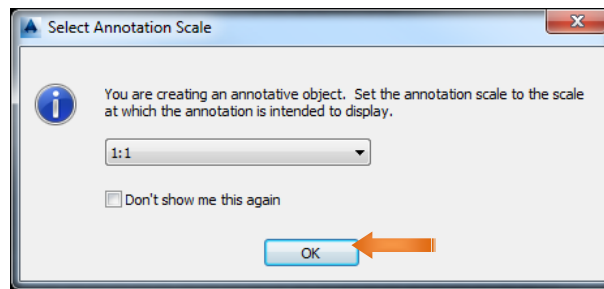 Select Annotation Scale
You are creating an annotative object. Set the annotation scale to the scale
at which the annotation is intended to display.
1:1
Don't show me this again
OK